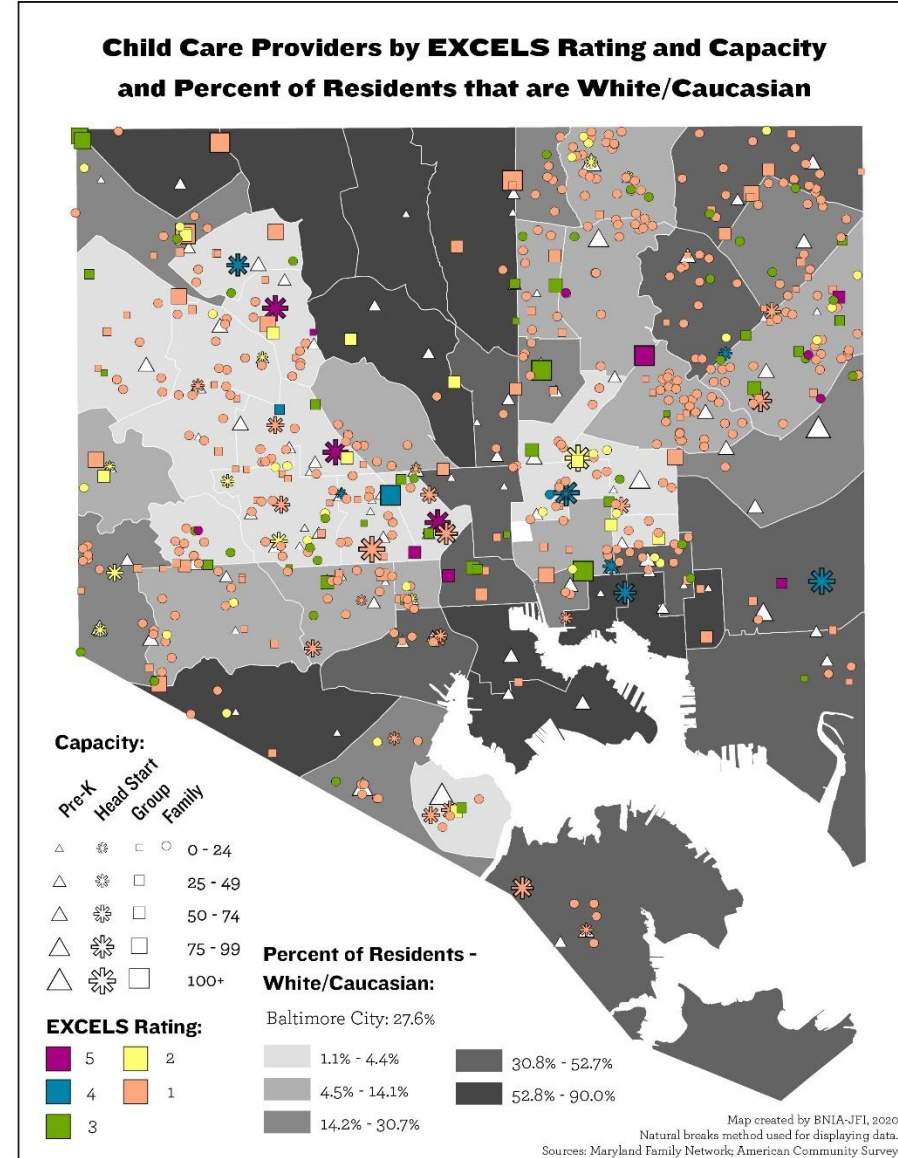 Child Care Providers by EXCELS Rating and Capacity
and Percent of Residents that are White/Caucasian
Capacity:
Pre-K
Head Start
Group
Family
0 - 24
25 - 49
50 - 74
75 - 99
100+
EXCELS Rating:
5
2
4
1
3
Percent of Residents -
White/Caucasian:
Baltimore City: 27.6%
1.1% - 4.4%
30.8% - 52.7%
4.5% - 14.1%
52.8% - 90.0%
14.2% - 30.7%
Map created by BNIA-JFI, 2020
Natural breaks method used for displaying data.
Sources: Maryland Family Network; American Community Survey